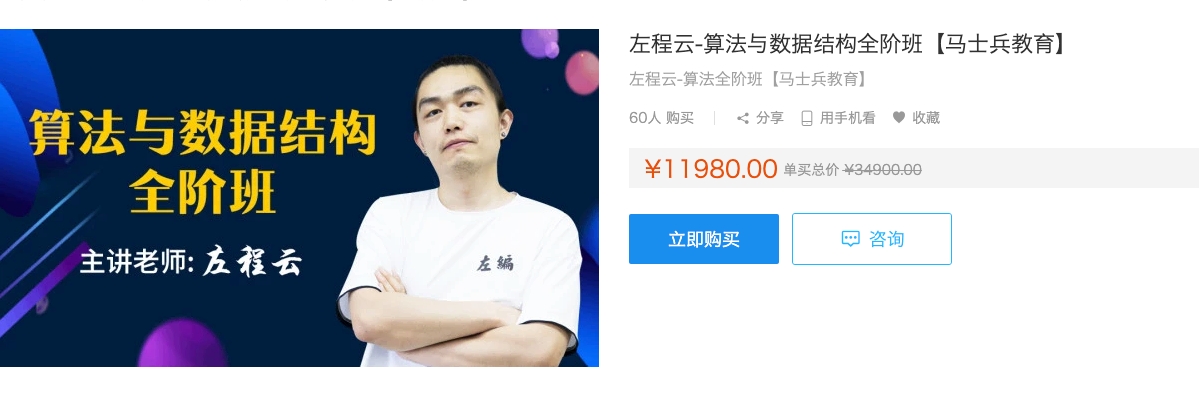 算法与数据结构
全阶班
主讲老师: 左程云
左编
左程云-算法与数据结构全阶班【马士兵教育】
左程云-算法全阶班【马士兵教育】
60人 购买 分享 用手机看 收藏
¥11980.00 单买总价 ¥34900.00
立即购买 咨询